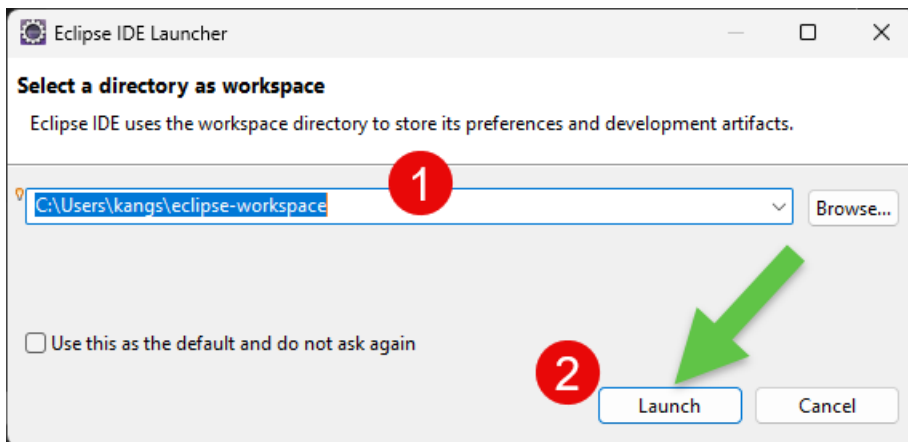 Eclipse IDE Launcher
Select a directory as workspace
Eclipse IDE uses the workspace directory to store its preferences and development artifacts.
1
C:\Users\kangs\eclipse-workspace
Browse...
Use this as the default and do not ask again
2
Launch
Cancel